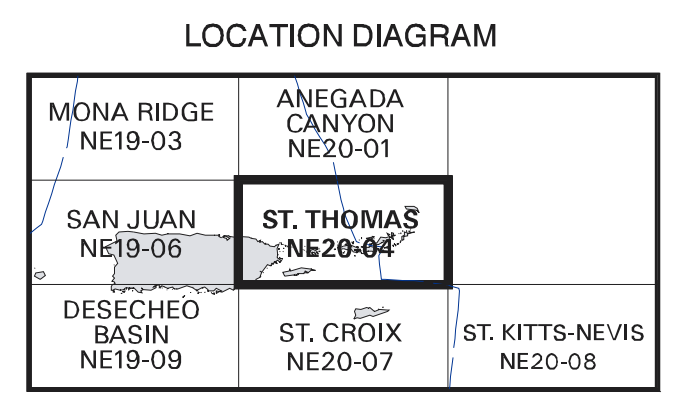 LOCATION DIAGRAM
MONA RIDGE
NE19-03
ANEGADA
CANYON
NE20-01
SAN JUAN
NE19-06
ST. THOMAS
NE20-04
DESECHEO
BASIN
NE19-09
ST. CROIX
NE20-07
ST. KITTS-NEVIS
NE20-08